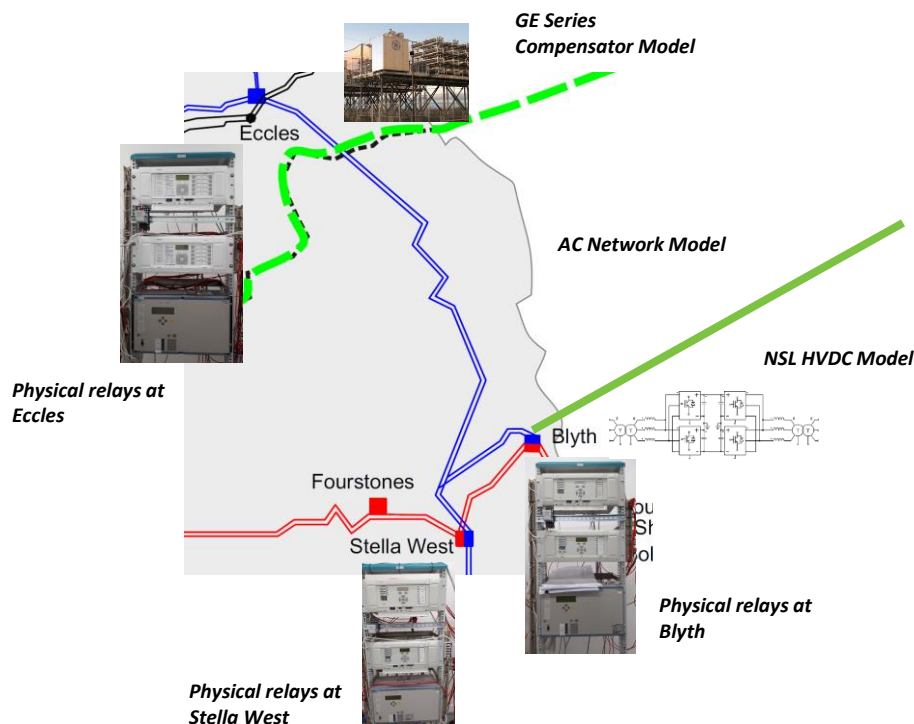 GE Series
Compensator Model
Eccles
AC Network Model
NSL HVDC Model
Physical relays at
Eccles
Blyth
Fourstones
Stella West
Physical relays at
Blyth
Physical relays at
Stella West